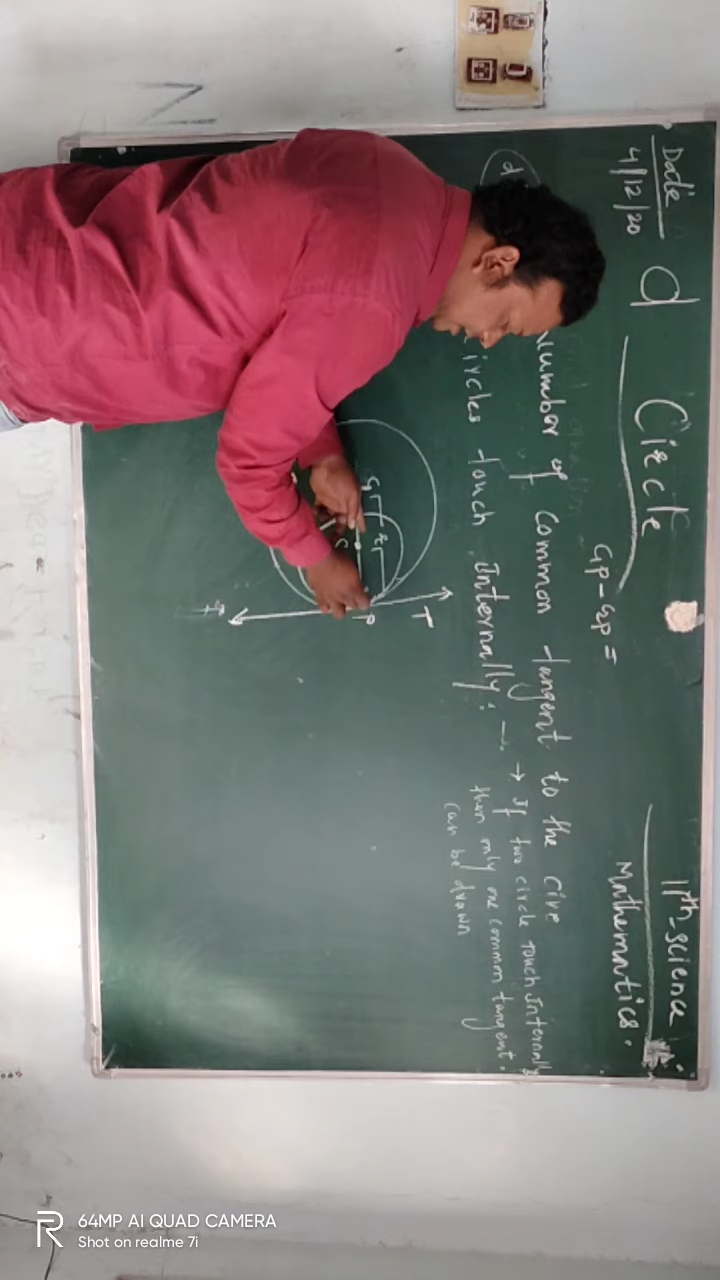 Date
4/12/20
d
Circle
11th-science
Mathematics.
d
Number of common tangent to the cive
circles touch Internally: →
→ If two circle touch Internally
then only one common tangent.
can be drawn
T
P
64MP AI QUAD CAMERA
Shot on realme 7i